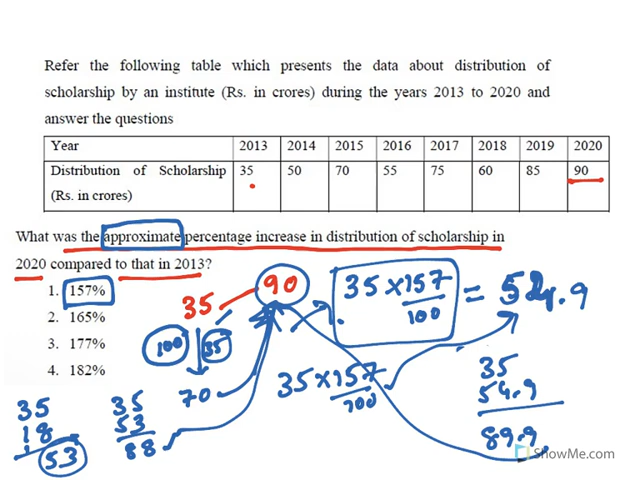 Refer the following table which presents the data about distribution of
scholarship by an institute (Rs. in crores) during the years 2013 to 2020 and
answer the questions
Year 2013 2014 2015 2016 2017 2018 2019 2020
Distribution of Scholarship 35 50 70 55 75 60 85 90
(Rs. in crores)
What was the approximate percentage increase in distribution of scholarship in
2020 compared to that in 2013?
1. 157%
2. 165%
3. 177%
4. 182%
35 90
35 × 157
100
= 54.9
100 35
70
35 × 157
100
35
18
53
35
53
88
35
54.9
89.9
ShowMe.com